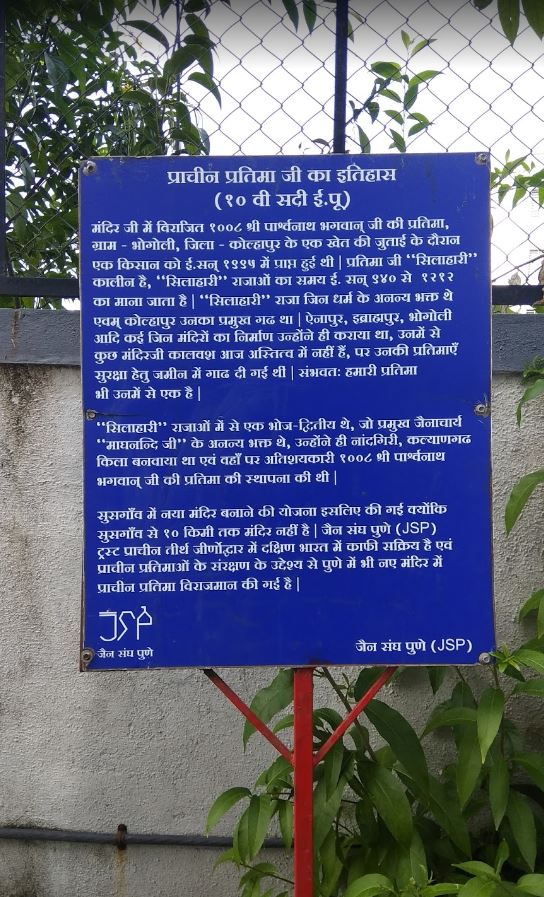 प्राचीन प्रतिमा जी का इतिहास
(१० वी सदी ई.पू)
मंदिर जी में विराजित १००८ श्री पार्श्वनाथ भगवान् जी की प्रतिमा,
ग्राम - भोगोली, जिला - कोल्हापुर के एक खेत की जुताई के दौरान
एक किसान को ई.सन् १९९५ में प्राप्त हुई थी | प्रतिमा जी "सिलाहारी"
कालीन है, "सिलाहारी" राजाओं का समय ई. सन् ९४० से १२१२
का माना जाता है | "सिलाहारी" राजा जिन धर्म के अनन्य भक्त थे
एवम् कोल्हापुर उनका प्रमुख गढ था | ऐनापुर, इब्राह्मपुर, भोगोली
आदि कई जिन मंदिरों का निर्माण उन्होंने ही कराया था, उनमें से
कुछ मंदिरजी कालवश आज अस्तित्व में नहीं हैं, पर उनकी प्रतिमाएँ
सुरक्षा हेतु जमीन में गाढ दी गई थी | संभवतः हमारी प्रतिमा
भी उनमें से एक है |
"सिलाहारी" राजाओं में से एक भोज-द्वितीय थे, जो प्रमुख जैनाचार्य
"माघनन्दि जी" के अनन्य भक्त थे, उन्होंने ही नांदगिरी, कल्याणगढ
किला बनवाया था एवं वहाँ पर अतिशयकारी १००८ श्री पार्श्वनाथ
भगवान् जी की प्रतिमा की स्थापना की थी |
सुसगाँव में नया मंदिर बनाने की योजना इसलिए की गई क्योंकि
सुसगाँव से १० किमी तक मंदिर नहीं है | जैन संघ पुणे (JSP)
ट्रस्ट प्राचीन तीर्थ जीर्णोद्धार में दक्षिण भारत में काफी सक्रिय है एवं
प्राचीन प्रतिमाओं के संरक्षण के उद्देश्य से पुणे में भी नए मंदिर में
प्राचीन प्रतिमा विराजमान की गई है |
JSP
जैन संघ पुणे
जैन संघ पुणे (JSP)